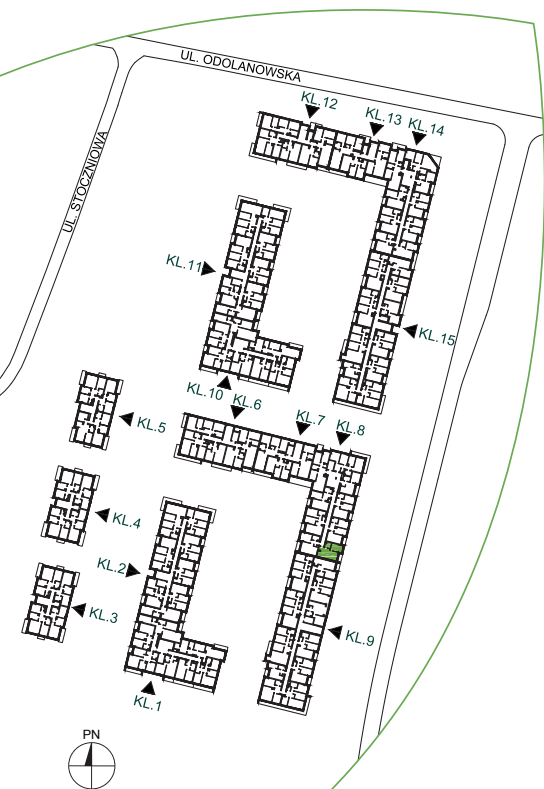 UL. ODOLANOWSKA
KL.12
KL.13
KL.14
UL. STOCZNIOWA
KL.11
KL.15
KL.10
KL.6
KL.7
KL.8
KL.5
KL.4
KL.2
KL.3
KL.9
KL.1
PN